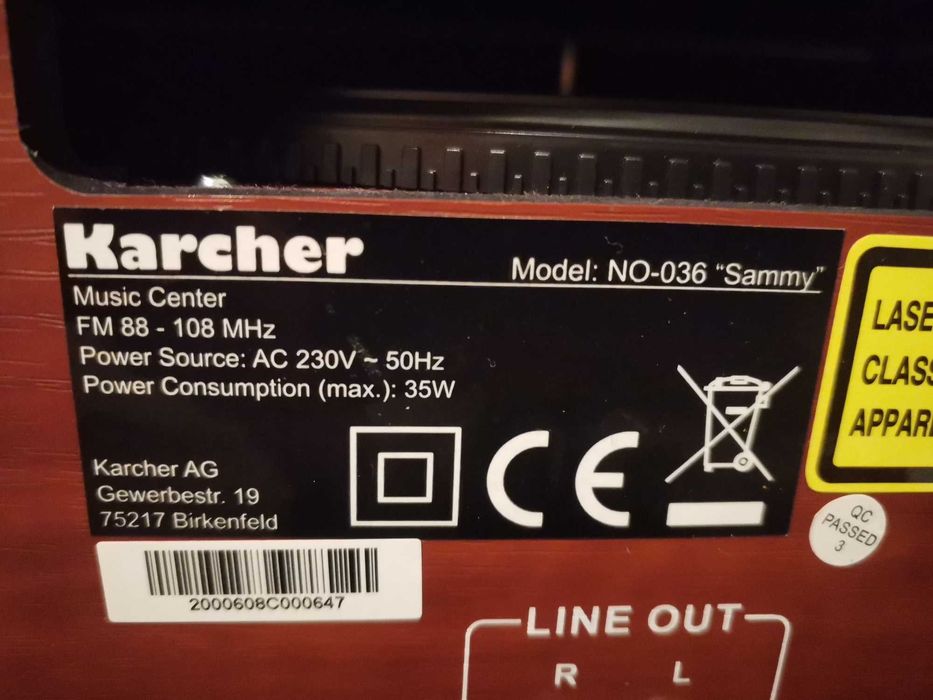 Karcher
Model: NO-036 “Sammy”
Music Center
FM 88 - 108 MHz
Power Source: AC 230V ~ 50Hz
Power Consumption (max.): 35W
Karcher AG
Gewerbestr. 19
75217 Birkenfeld
CE
LASE
CLASS
APPARE
QC
PASSED
3
2000608C000647
LINE OUT
R L